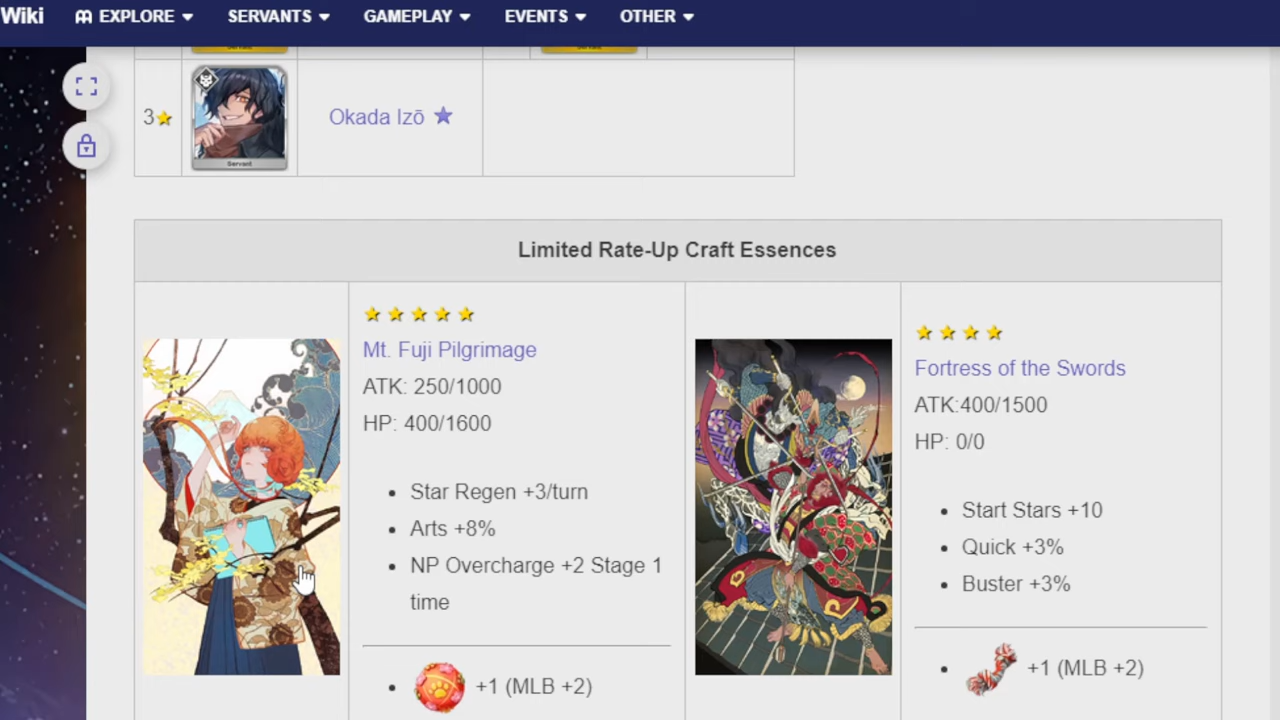 Wiki EXPLORE SERVANTS GAMEPLAY EVENTS OTHER
3
Okada Izō
Servant
Limited Rate-Up Craft Essences
Mt. Fuji Pilgrimage
ATK: 250/1000
HP: 400/1600
• Star Regen +3/turn
• Arts +8%
• NP Overcharge +2 Stage 1
time
• +1 (MLB +2)
Fortress of the Swords
ATK:400/1500
HP: 0/0
• Start Stars +10
• Quick +3%
• Buster +3%
• +1 (MLB +2)